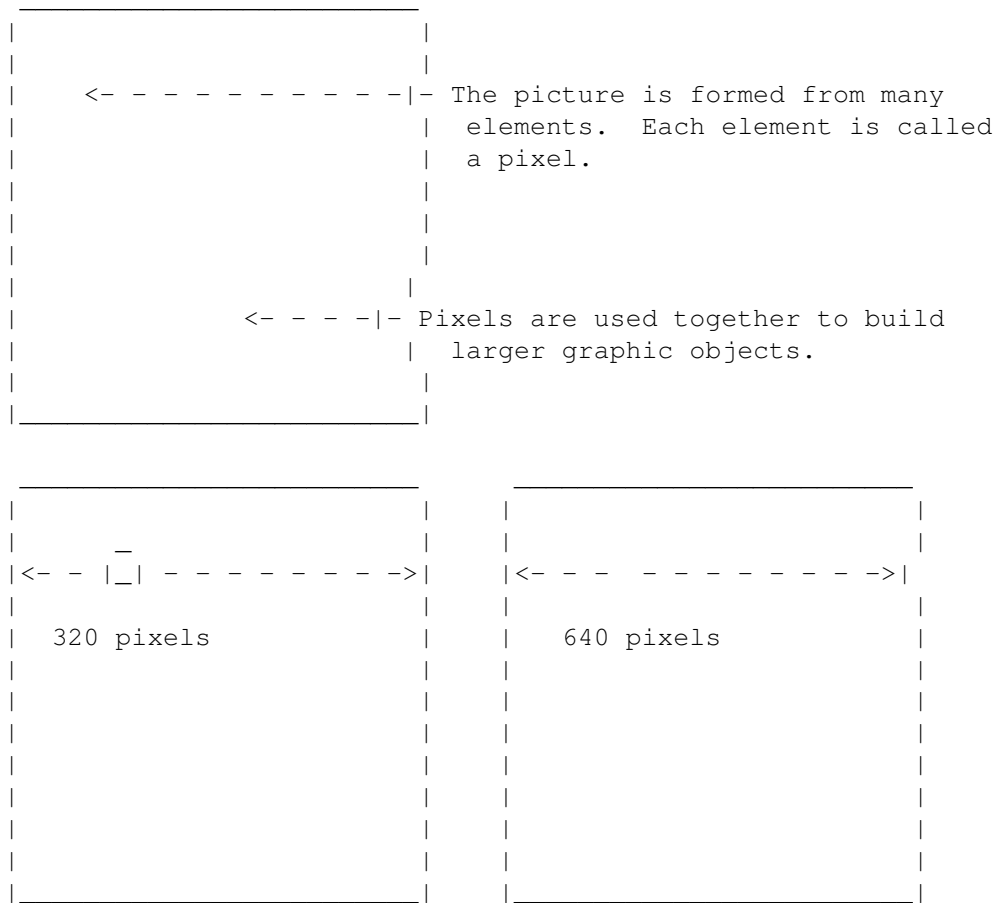 The picture is formed from many
elements. Each element is called
a pixel.
Pixels are used together to build
larger graphic objects.
320 pixels
640 pixels